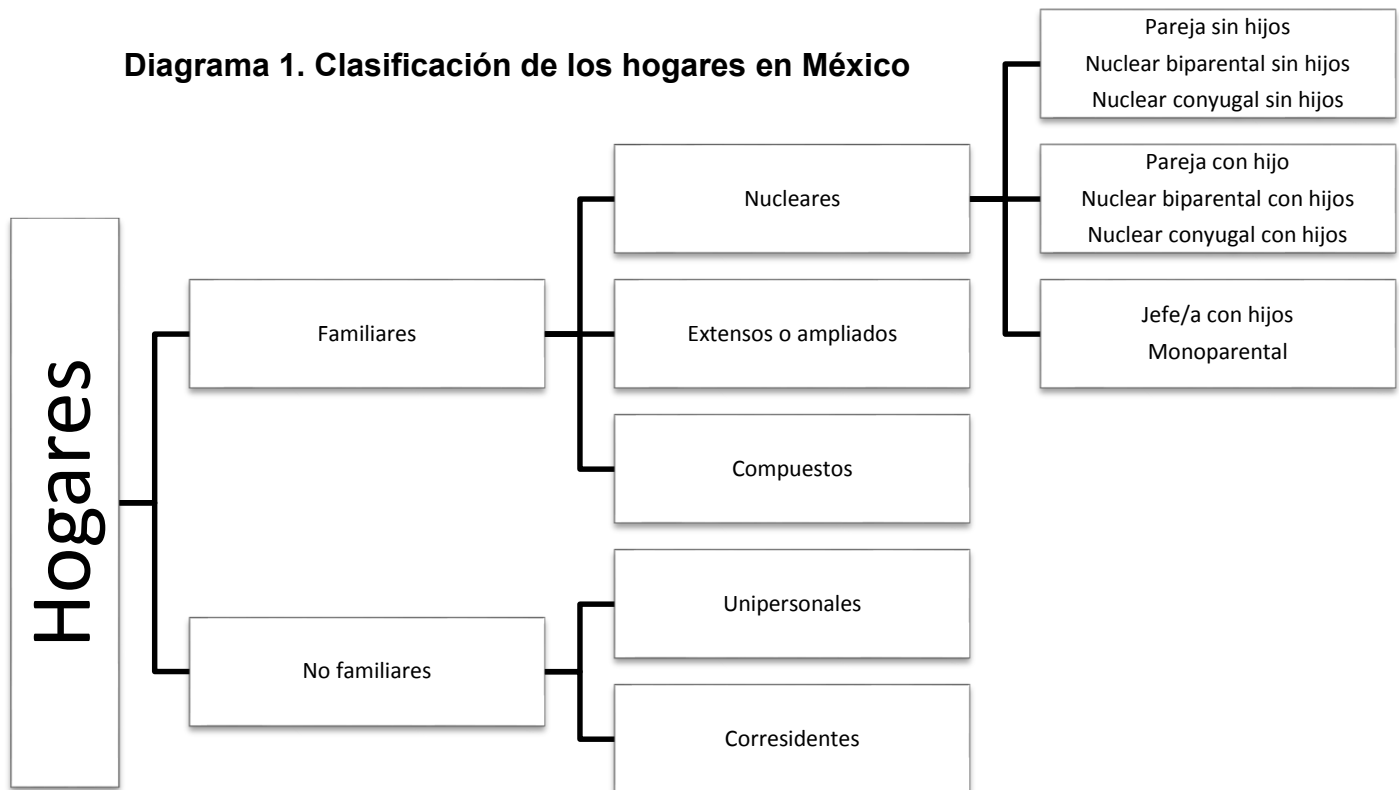 Diagrama 1. Clasificación de los hogares en México
Hogares
Familiares
Nucleares
Pareja sin hijos
Nuclear biparental sin hijos
Nuclear conyugal sin hijos
Pareja con hijo
Nuclear biparental con hijos
Nuclear conyugal con hijos
Jefe/a con hijos
Monoparental
Extensos o ampliados
Compuestos
No familiares
Unipersonales
Corresidentes